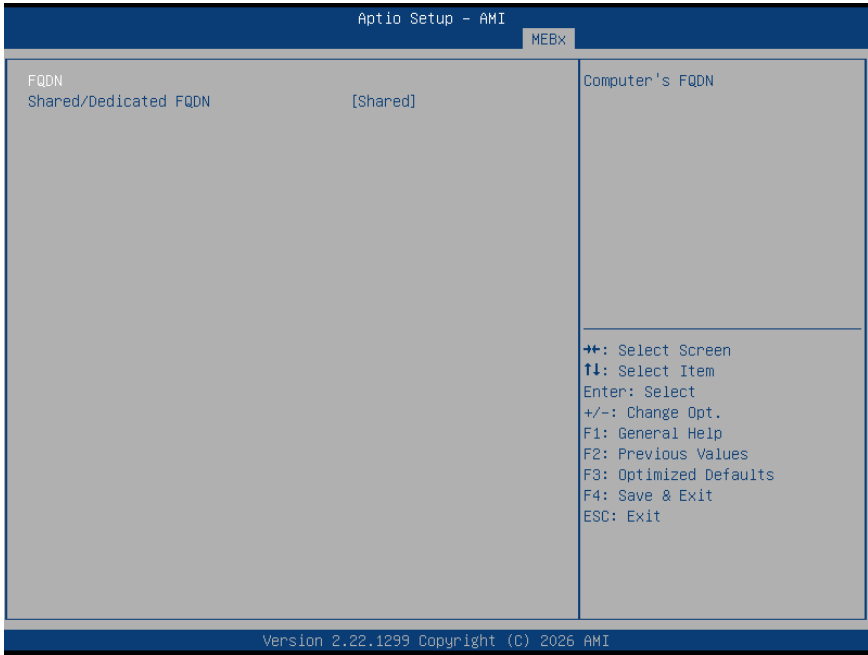 Aptio Setup – AMI
MEBx
FQDN
Shared/Dedicated FQDN [Shared]
Computer's FQDN
→←: Select Screen
↑↓: Select Item
Enter: Select
+/-: Change Opt.
F1: General Help
F2: Previous Values
F3: Optimized Defaults
F4: Save & Exit
ESC: Exit
Version 2.22.1299 Copyright (C) 2026 AMI